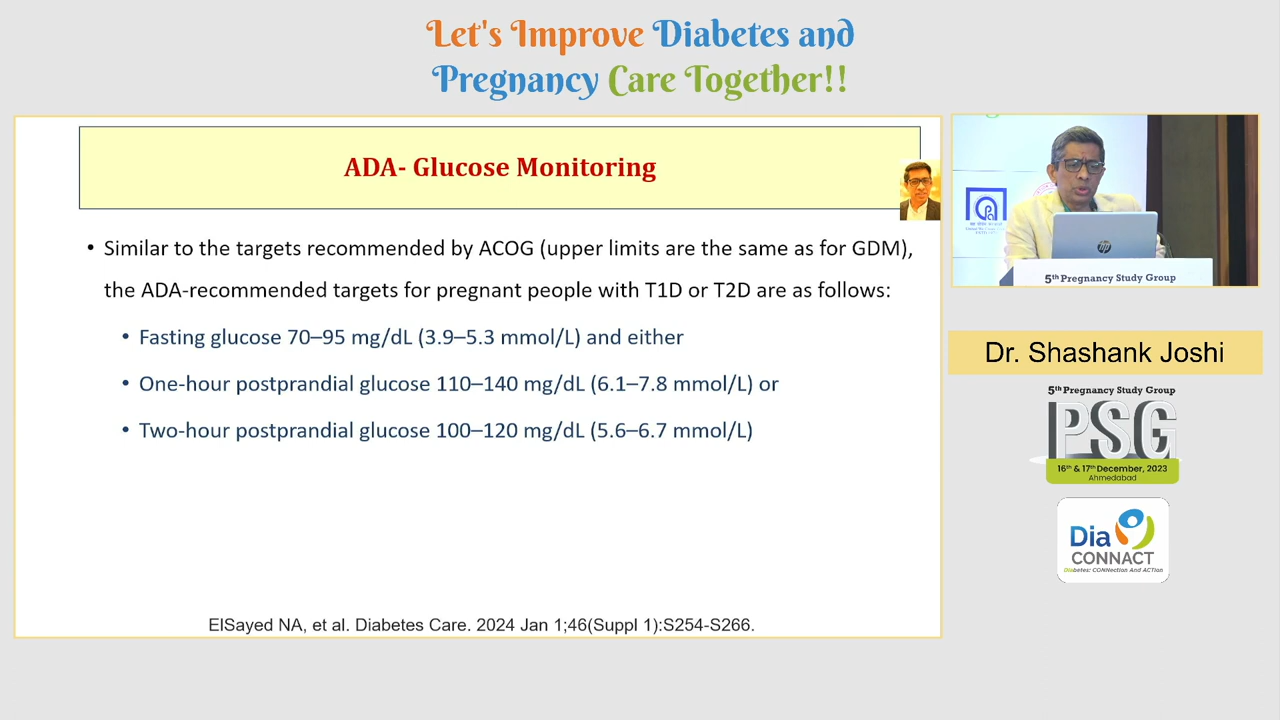 Let's Improve Diabetes and
Pregnancy Care Together!!
ADA- Glucose Monitoring
• Similar to the targets recommended by ACOG (upper limits are the same as for GDM),
the ADA-recommended targets for pregnant people with T1D or T2D are as follows:
• Fasting glucose 70–95 mg/dL (3.9–5.3 mmol/L) and either
• One-hour postprandial glucose 110–140 mg/dL (6.1–7.8 mmol/L) or
• Two-hour postprandial glucose 100–120 mg/dL (5.6–6.7 mmol/L)
ElSayed NA, et al. Diabetes Care. 2024 Jan 1;46(Suppl 1):S254-S266.
hp
5th Pregnancy Study Group
Dr. Shashank Joshi
5th Pregnancy Study Group
PSG
16th & 17th December, 2023
Ahmedabad
Dia
CONNACT
Diabetes: CONNection And ACTion